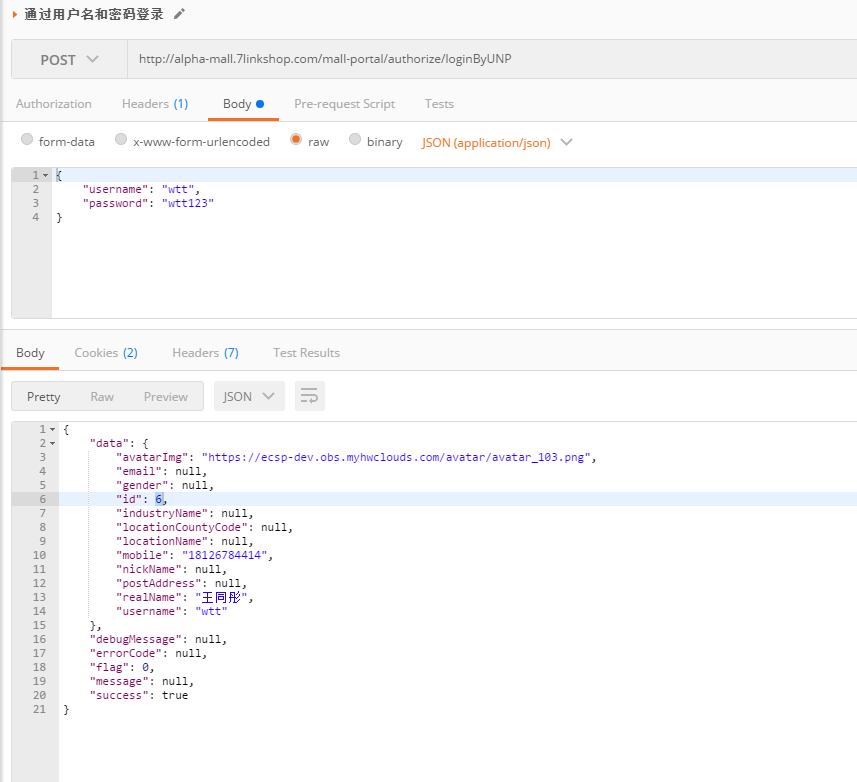 通过用户名和密码登录
POST http://alpha-mall.7linkshop.com/mall-portal/authorize/loginByUNP
Authorization Headers (1) Body Pre-request Script Tests
form-data x-www-form-urlencoded raw binary JSON (application/json)
1 {
2 "username": "wtt",
3 "password": "wtt123"
4 }
Body Cookies (2) Headers (7) Test Results
Pretty Raw Preview JSON
1 {
2 "data": {
3 "avatarImg": "https://ecsp-dev.obs.myhwclouds.com/avatar/avatar_103.png",
4 "email": null,
5 "gender": null,
6 "id": 6,
7 "industryName": null,
8 "locationCountyCode": null,
9 "locationName": null,
10 "mobile": "18126784414",
11 "nickName": null,
12 "postAddress": null,
13 "realName": "王同彤",
14 "username": "wtt"
15 },
16 "debugMessage": null,
17 "errorCode": null,
18 "flag": 0,
19 "message": null,
20 "success": true
21 }